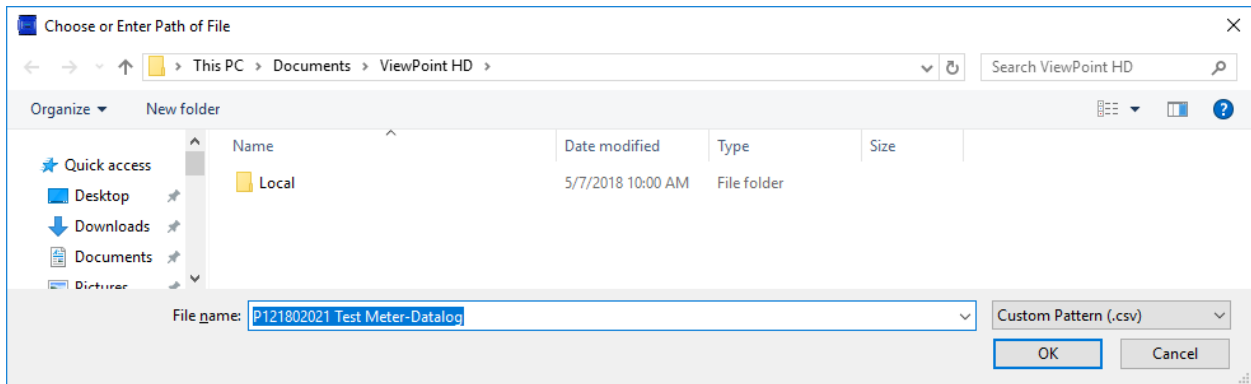 Choose or Enter Path of File
This PC > Documents > ViewPoint HD >
Search ViewPoint HD
Organize
New folder
Name
Date modified
Type
Size
Quick access
Desktop
Downloads
Documents
Pictures
Local
5/7/2018 10:00 AM
File folder
File name:
P121802021 Test Meter-Datalog
Custom Pattern (.csv)
OK
Cancel